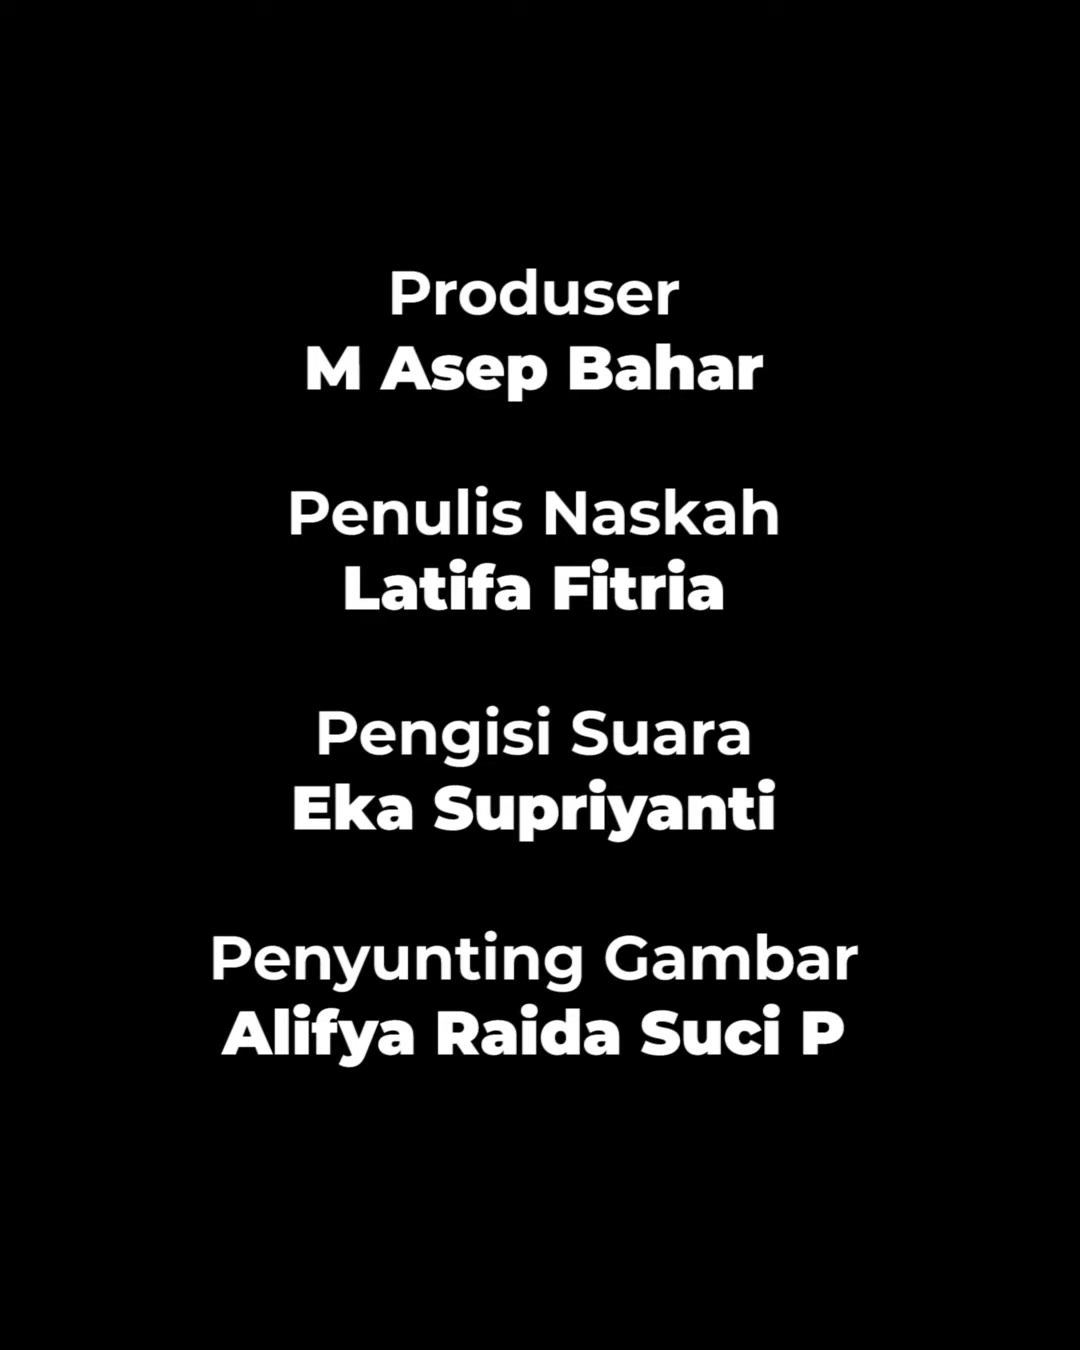 Produser
M Asep Bahar
Penulis Naskah
Latifa Fitria
Pengisi Suara
Eka Supriyanti
Penyunting Gambar
Alifya Raida Suci P